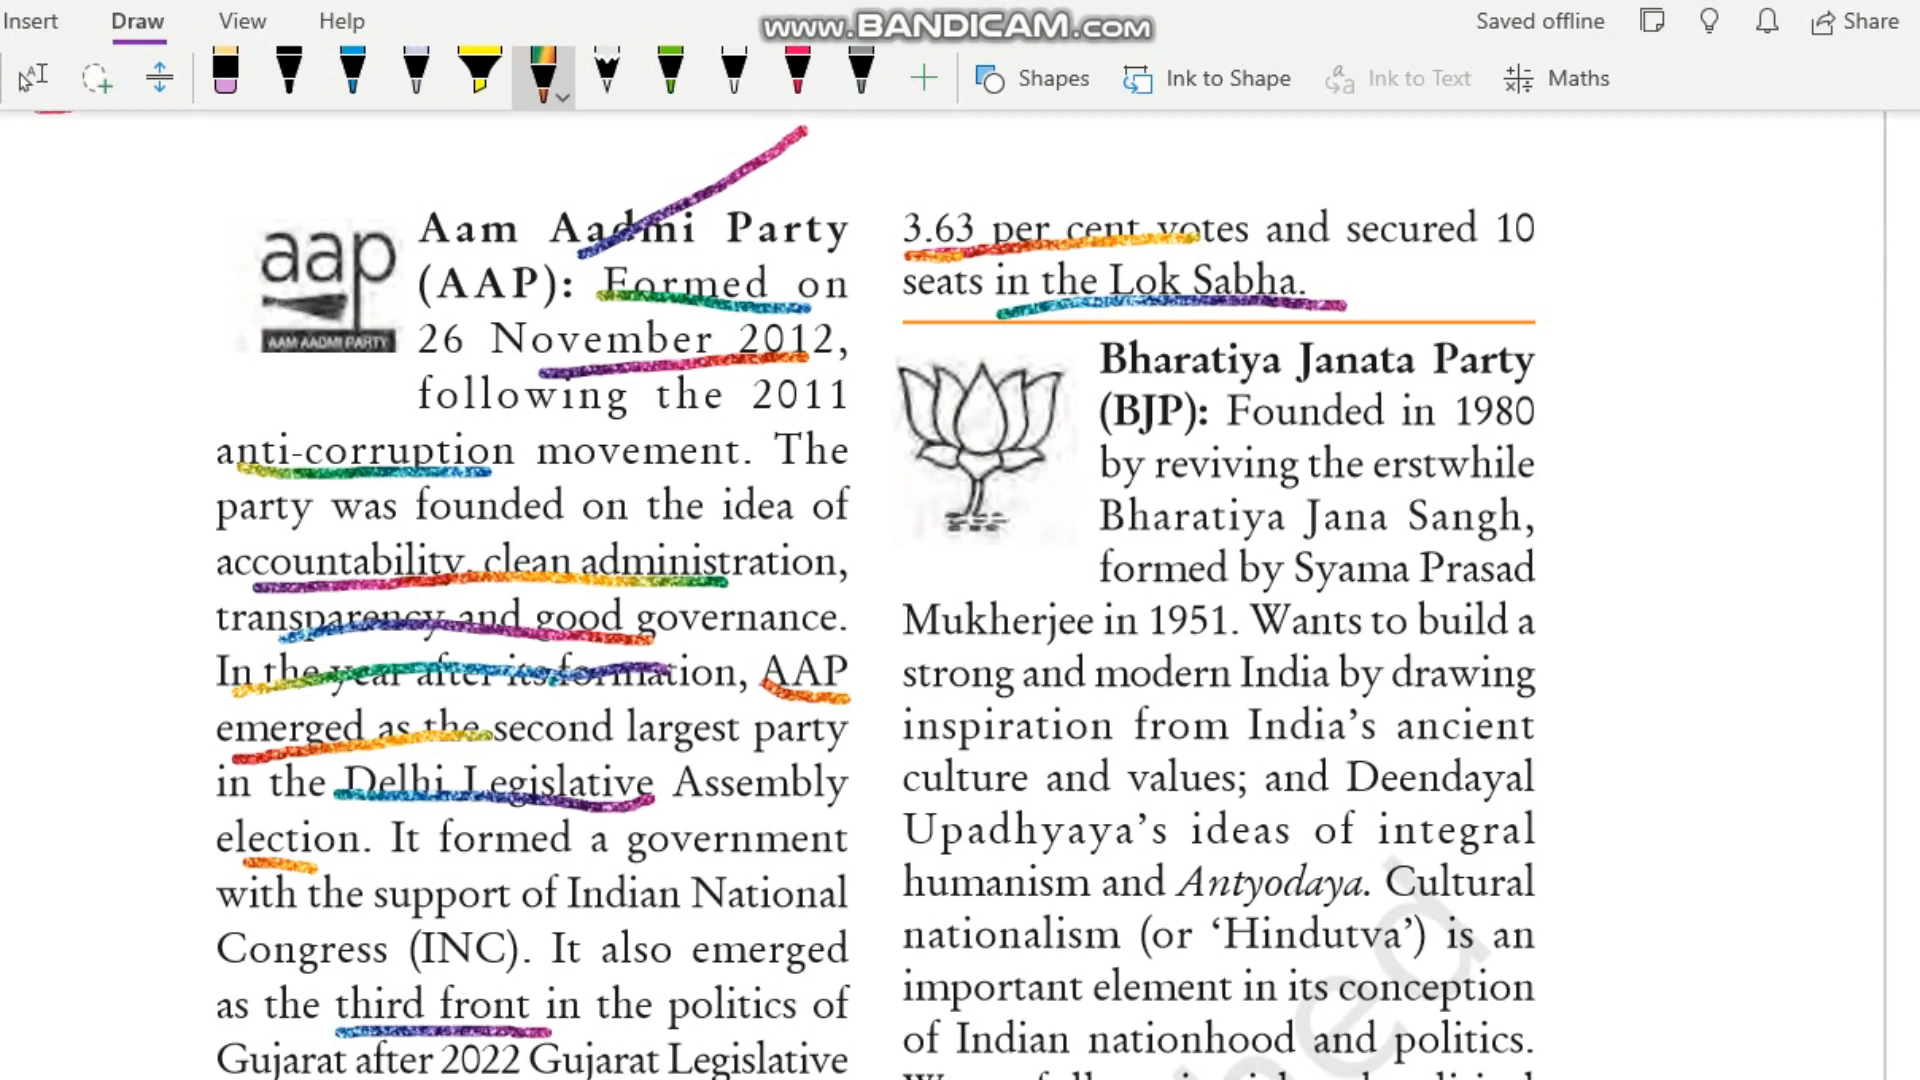 Insert Draw View Help
www.BANDICAM.com
Saved offline
Share
Shapes
Ink to Shape
Ink to Text
Maths
aap
AAM AADMI PARTY
Aam Aadmi Party
(AAP): Formed on
26 November 2012,
following the 2011
anti-corruption movement. The
party was founded on the idea of
accountability, clean administration,
transparency and good governance.
In the year after its formation, AAP
emerged as the second largest party
in the Delhi Legislative Assembly
election. It formed a government
with the support of Indian National
Congress (INC). It also emerged
as the third front in the politics of
Gujarat after 2022 Gujarat Legislative
3.63 per cent votes and secured 10
seats in the Lok Sabha.
Bharatiya Janata Party
(BJP): Founded in 1980
by reviving the erstwhile
Bharatiya Jana Sangh,
formed by Syama Prasad
Mukherjee in 1951. Wants to build a
strong and modern India by drawing
inspiration from India’s ancient
culture and values; and Deendayal
Upadhyaya’s ideas of integral
humanism and Antyodaya. Cultural
nationalism (or ‘Hindutva’) is an
important element in its conception
of Indian nationhood and politics.